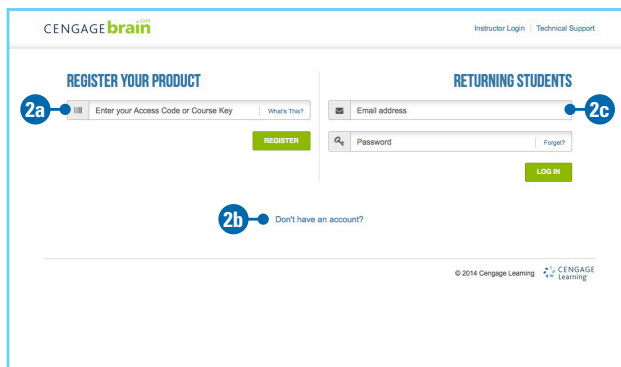 CENGAGEbrain.com
Instructor Login | Technical Support
REGISTER YOUR PRODUCT
2a
Enter your Access Code or Course Key
What's This?
REGISTER
RETURNING STUDENTS
Email address
2c
Password
Forget?
LOG IN
2b
Don't have an account?
© 2014 Cengage Learning
CENGAGE
Learning